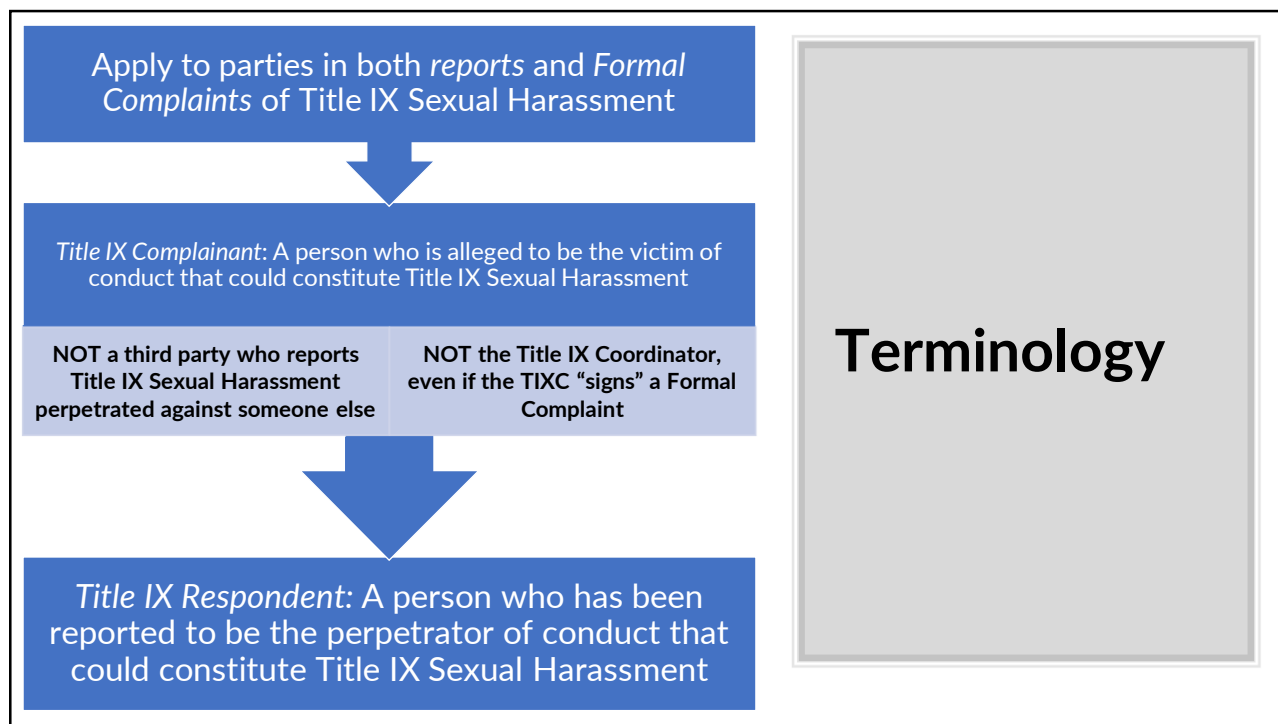 Apply to parties in both reports and Formal
Complaints of Title IX Sexual Harassment
Title IX Complainant: A person who is alleged to be the victim of
conduct that could constitute Title IX Sexual Harassment
NOT a third party who reports
Title IX Sexual Harassment
perpetrated against someone else
NOT the Title IX Coordinator,
even if the TIXC “signs” a Formal
Complaint
Title IX Respondent: A person who has been
reported to be the perpetrator of conduct that
could constitute Title IX Sexual Harassment
Terminology